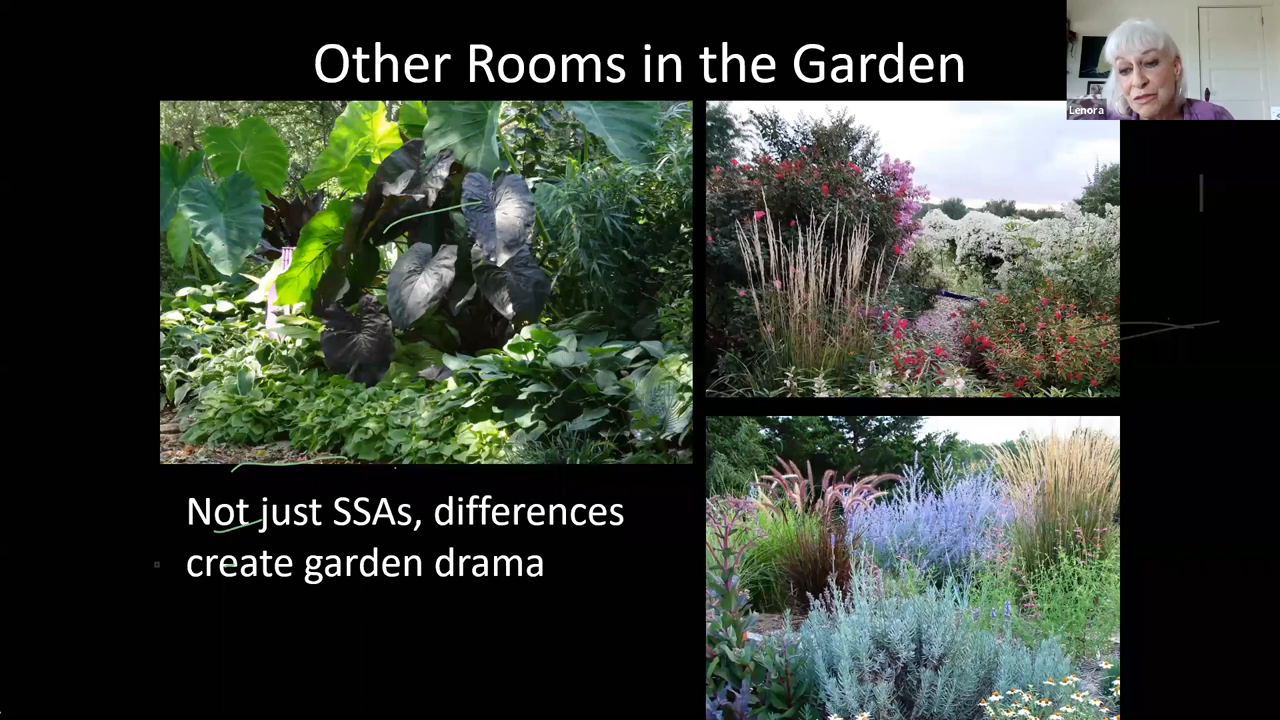 Other Rooms in the Garden
Lenora
Not just SSAs, differences
create garden drama